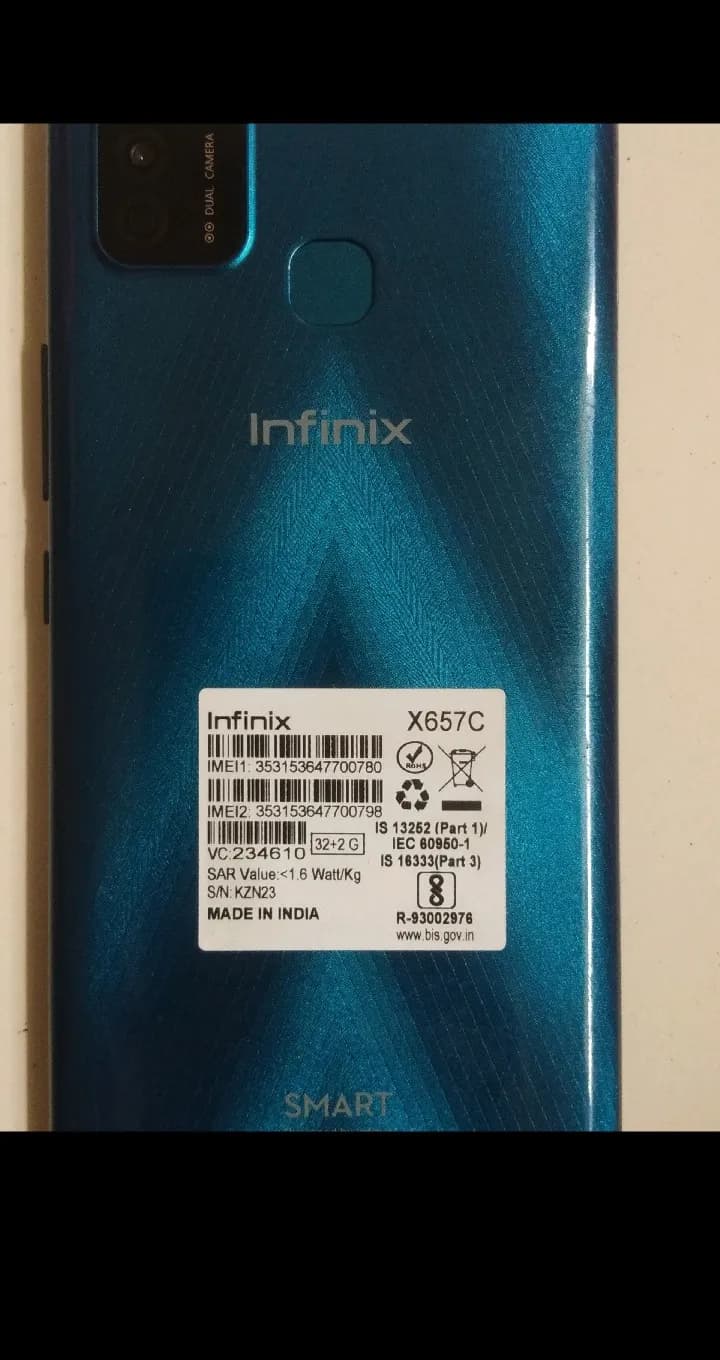 DUAL CAMERA
Infinix
Infinix X657C
IMEI1: 353153647700780
RoHS
IMEI2: 353153647700798
VC:234610 32+2 G
SAR Value:<1.6 Watt/Kg
S/N: KZN23
MADE IN INDIA
IS 13252 (Part 1)/
IEC 60950-1
IS 16333(Part 3)
R-93002976
www.bis.gov.in
SMART